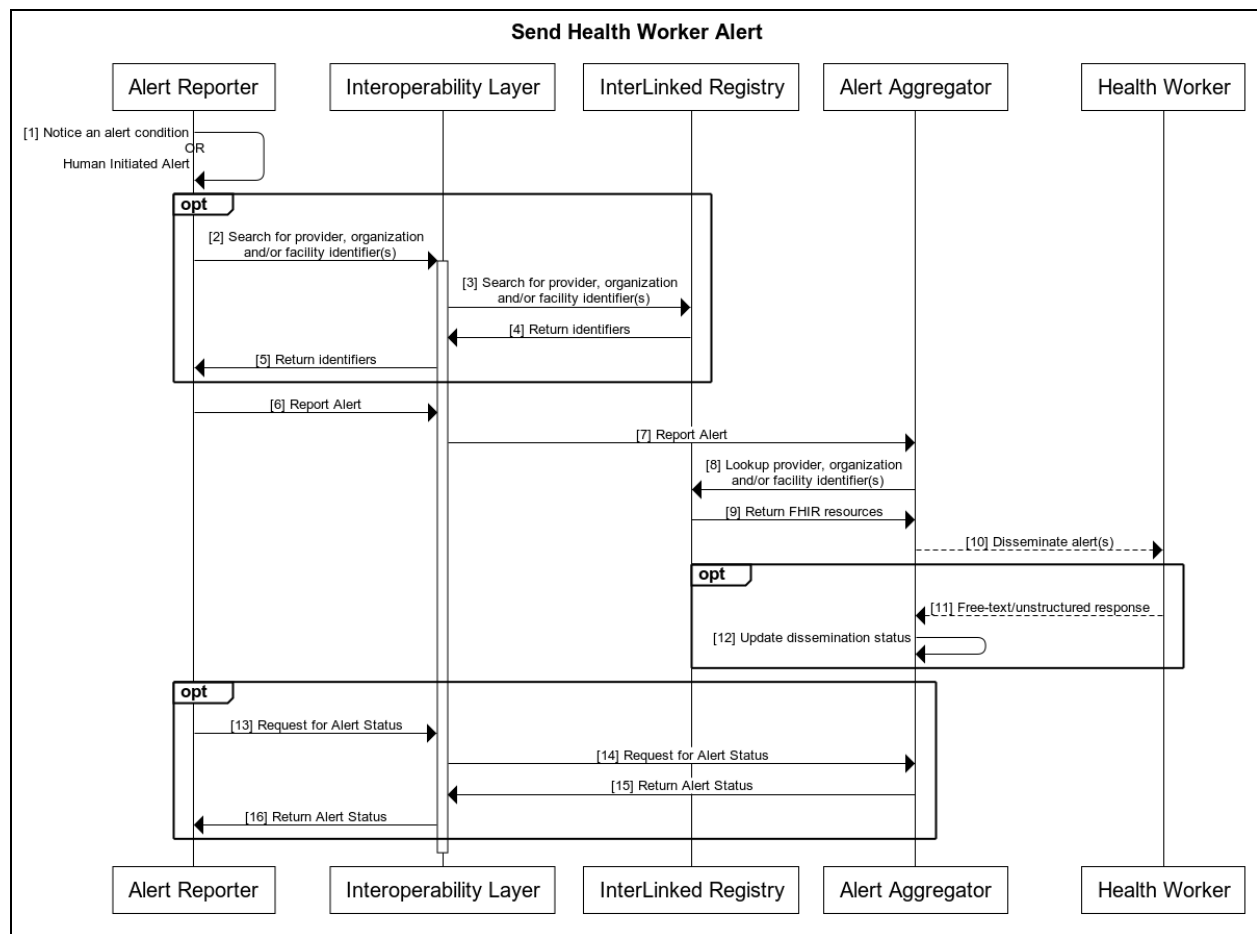 Send Health Worker Alert
Alert Reporter
Interoperability Layer
InterLinked Registry
Alert Aggregator
Health Worker
[1] Notice an alert condition
OR
Human Initiated Alert
opt
[2] Search for provider, organization
and/or facility identifier(s)
[3] Search for provider, organization
and/or facility identifier(s)
[4] Return identifiers
[5] Return identifiers
[6] Report Alert
[7] Report Alert
[8] Lookup provider, organization
and/or facility identifier(s)
[9] Return FHIR resources
[10] Disseminate alert(s)
opt
[11] Free-text/unstructured response
[12] Update dissemination status
opt
[13] Request for Alert Status
[14] Request for Alert Status
[15] Return Alert Status
[16] Return Alert Status
Alert Reporter
Interoperability Layer
InterLinked Registry
Alert Aggregator
Health Worker